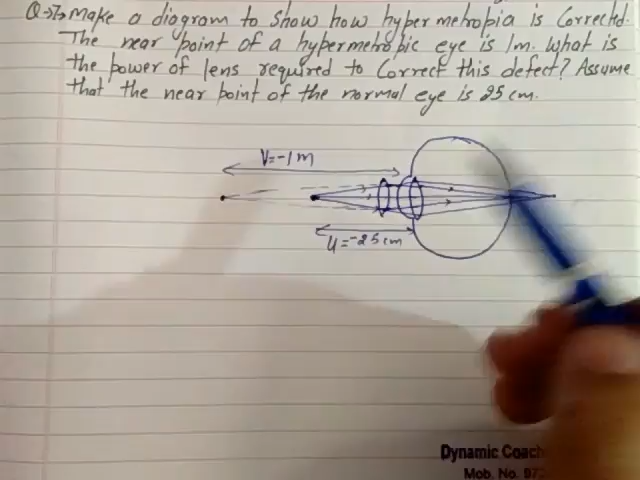 Q→7→ Make a diagram to show how hypermetropia is Corrected.
The near point of a hypermetropic eye is 1m. What is
the power of lens required to Correct this defect? Assume
that the near point of the normal eye is 25 cm.
V=-1m
u=-25cm
Dynamic Coach
Mob. No. 97